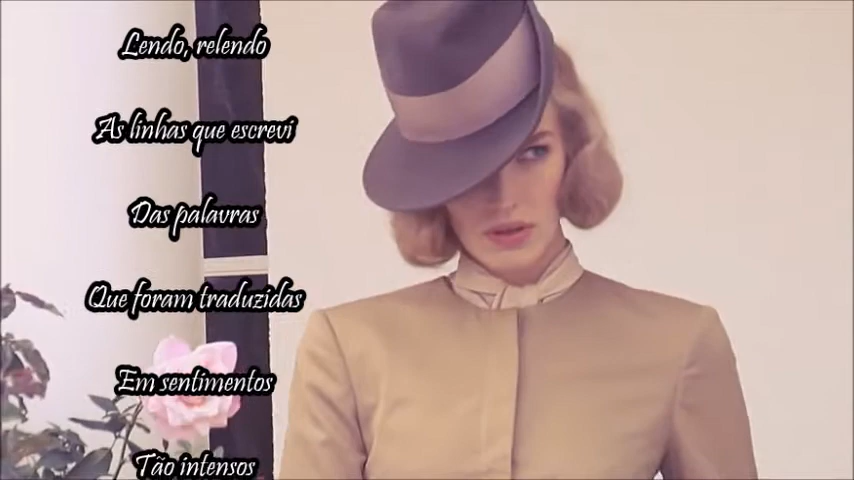 Lendo, relendo
As linhas que escrevi
Das palavras
Que foram traduzidas
Em sentimentos
Tão intensos